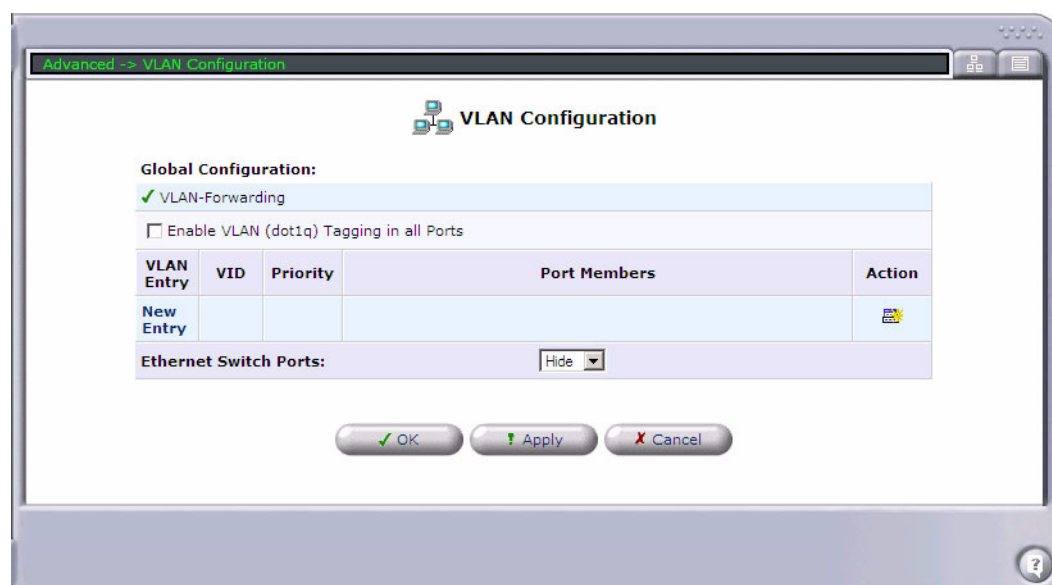 Advanced -> VLAN Configuration
VLAN Configuration
Global Configuration:
VLAN-Forwarding
Enable VLAN (dot1q) Tagging in all Ports
VLAN Entry VID Priority Port Members Action
New Entry
Ethernet Switch Ports: Hide
OK Apply Cancel
?